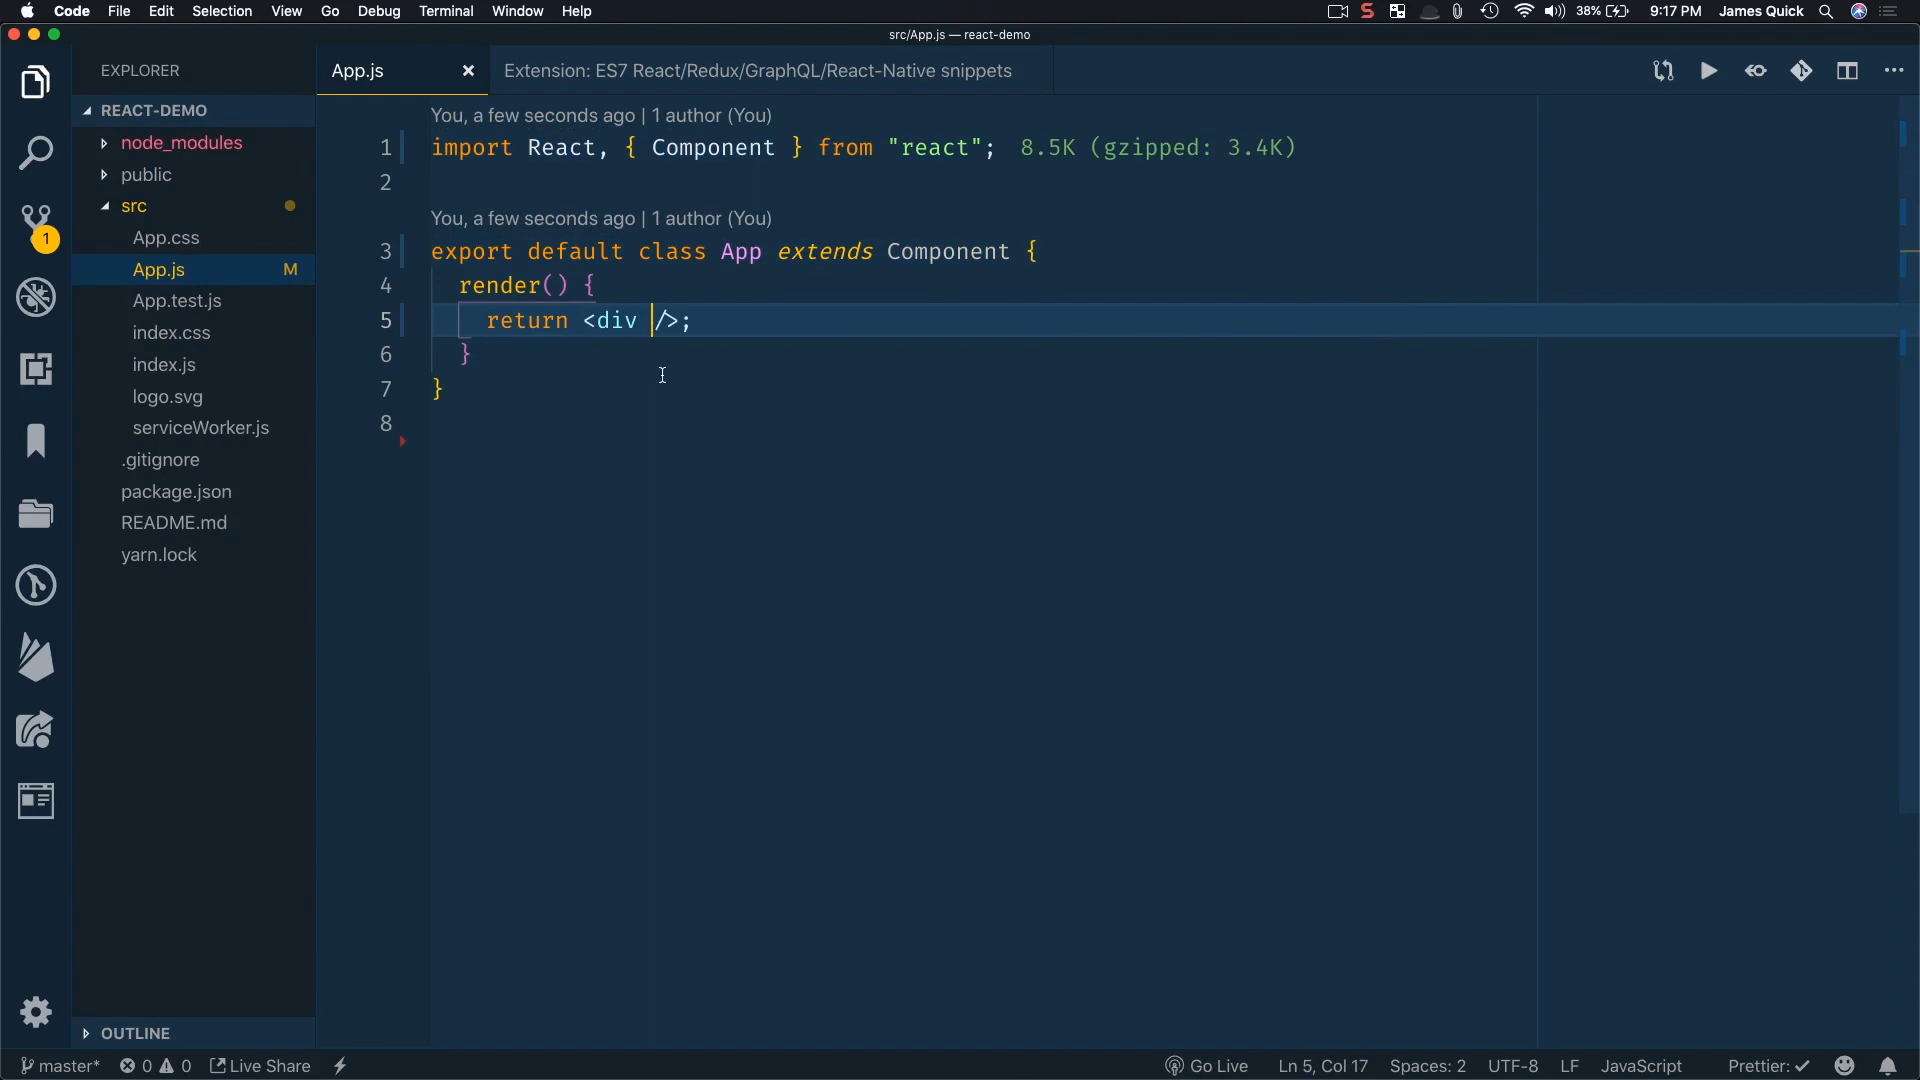 Code File Edit Selection View Go Debug Terminal Window Help 38% 9:17 PM James Quick
src/App.js — react-demo
EXPLORER
App.js
Extension: ES7 React/Redux/GraphQL/React-Native snippets
REACT-DEMO
node_modules
public
src
App.css
App.js M
App.test.js
index.css
index.js
logo.svg
serviceWorker.js
.gitignore
package.json
README.md
yarn.lock
OUTLINE
1
You, a few seconds ago | 1 author (You)
1 import React, { Component } from "react"; 8.5K (gzipped: 3.4K)
2
You, a few seconds ago | 1 author (You)
3 export default class App extends Component {
4 render() {
5 return <div />;
6 }
7 }
8
master* 0 0 Live Share Go Live Ln 5, Col 17 Spaces: 2 UTF-8 LF JavaScript Prettier: ✓